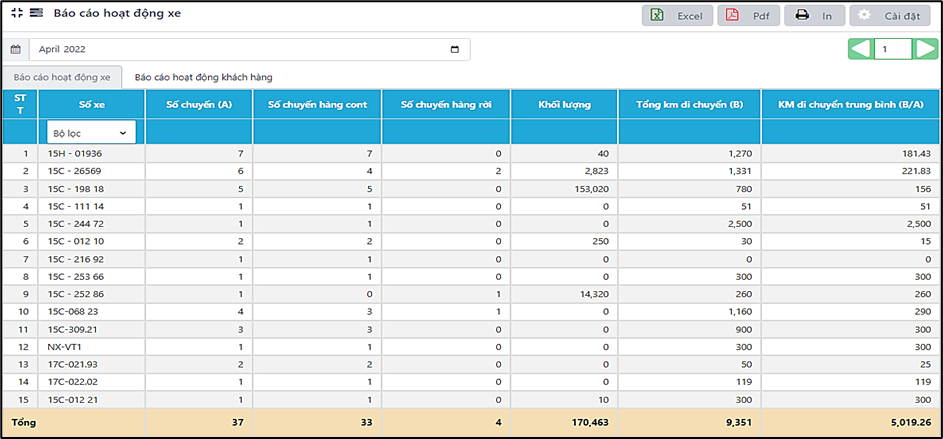 Báo cáo hoạt động xe Excel Pdf In Cài đặt
April 2022 1
Báo cáo hoạt động xe Báo cáo hoạt động khách hàng
STT Số xe Số chuyến (A) Số chuyến hàng cont Số chuyến hàng rời Khối lượng Tổng km di chuyển (B) KM di chuyển trung bình (B/A)
Bộ lọc
1 15H - 01936 7 7 0 40 1,270 181.43
2 15C - 26569 6 4 2 2,823 1,331 221.83
3 15C - 198 18 5 5 0 153,020 780 156
4 15C - 111 14 1 1 0 0 51 51
5 15C - 244 72 1 1 0 0 2,500 2,500
6 15C - 012 10 2 2 0 250 30 15
7 15C - 216 92 1 1 0 0 0 0
8 15C - 253 66 1 1 0 0 300 300
9 15C - 252 86 1 0 1 14,320 260 260
10 15C-068 23 4 3 1 0 1,160 290
11 15C-309.21 3 3 0 0 900 300
12 NX-VT1 1 1 0 0 300 300
13 17C-021.93 2 2 0 0 50 25
14 17C-022.02 1 1 0 0 119 119
15 15C-012 21 1 1 0 10 300 300
Tổng 37 33 4 170,463 9,351 5,019.26